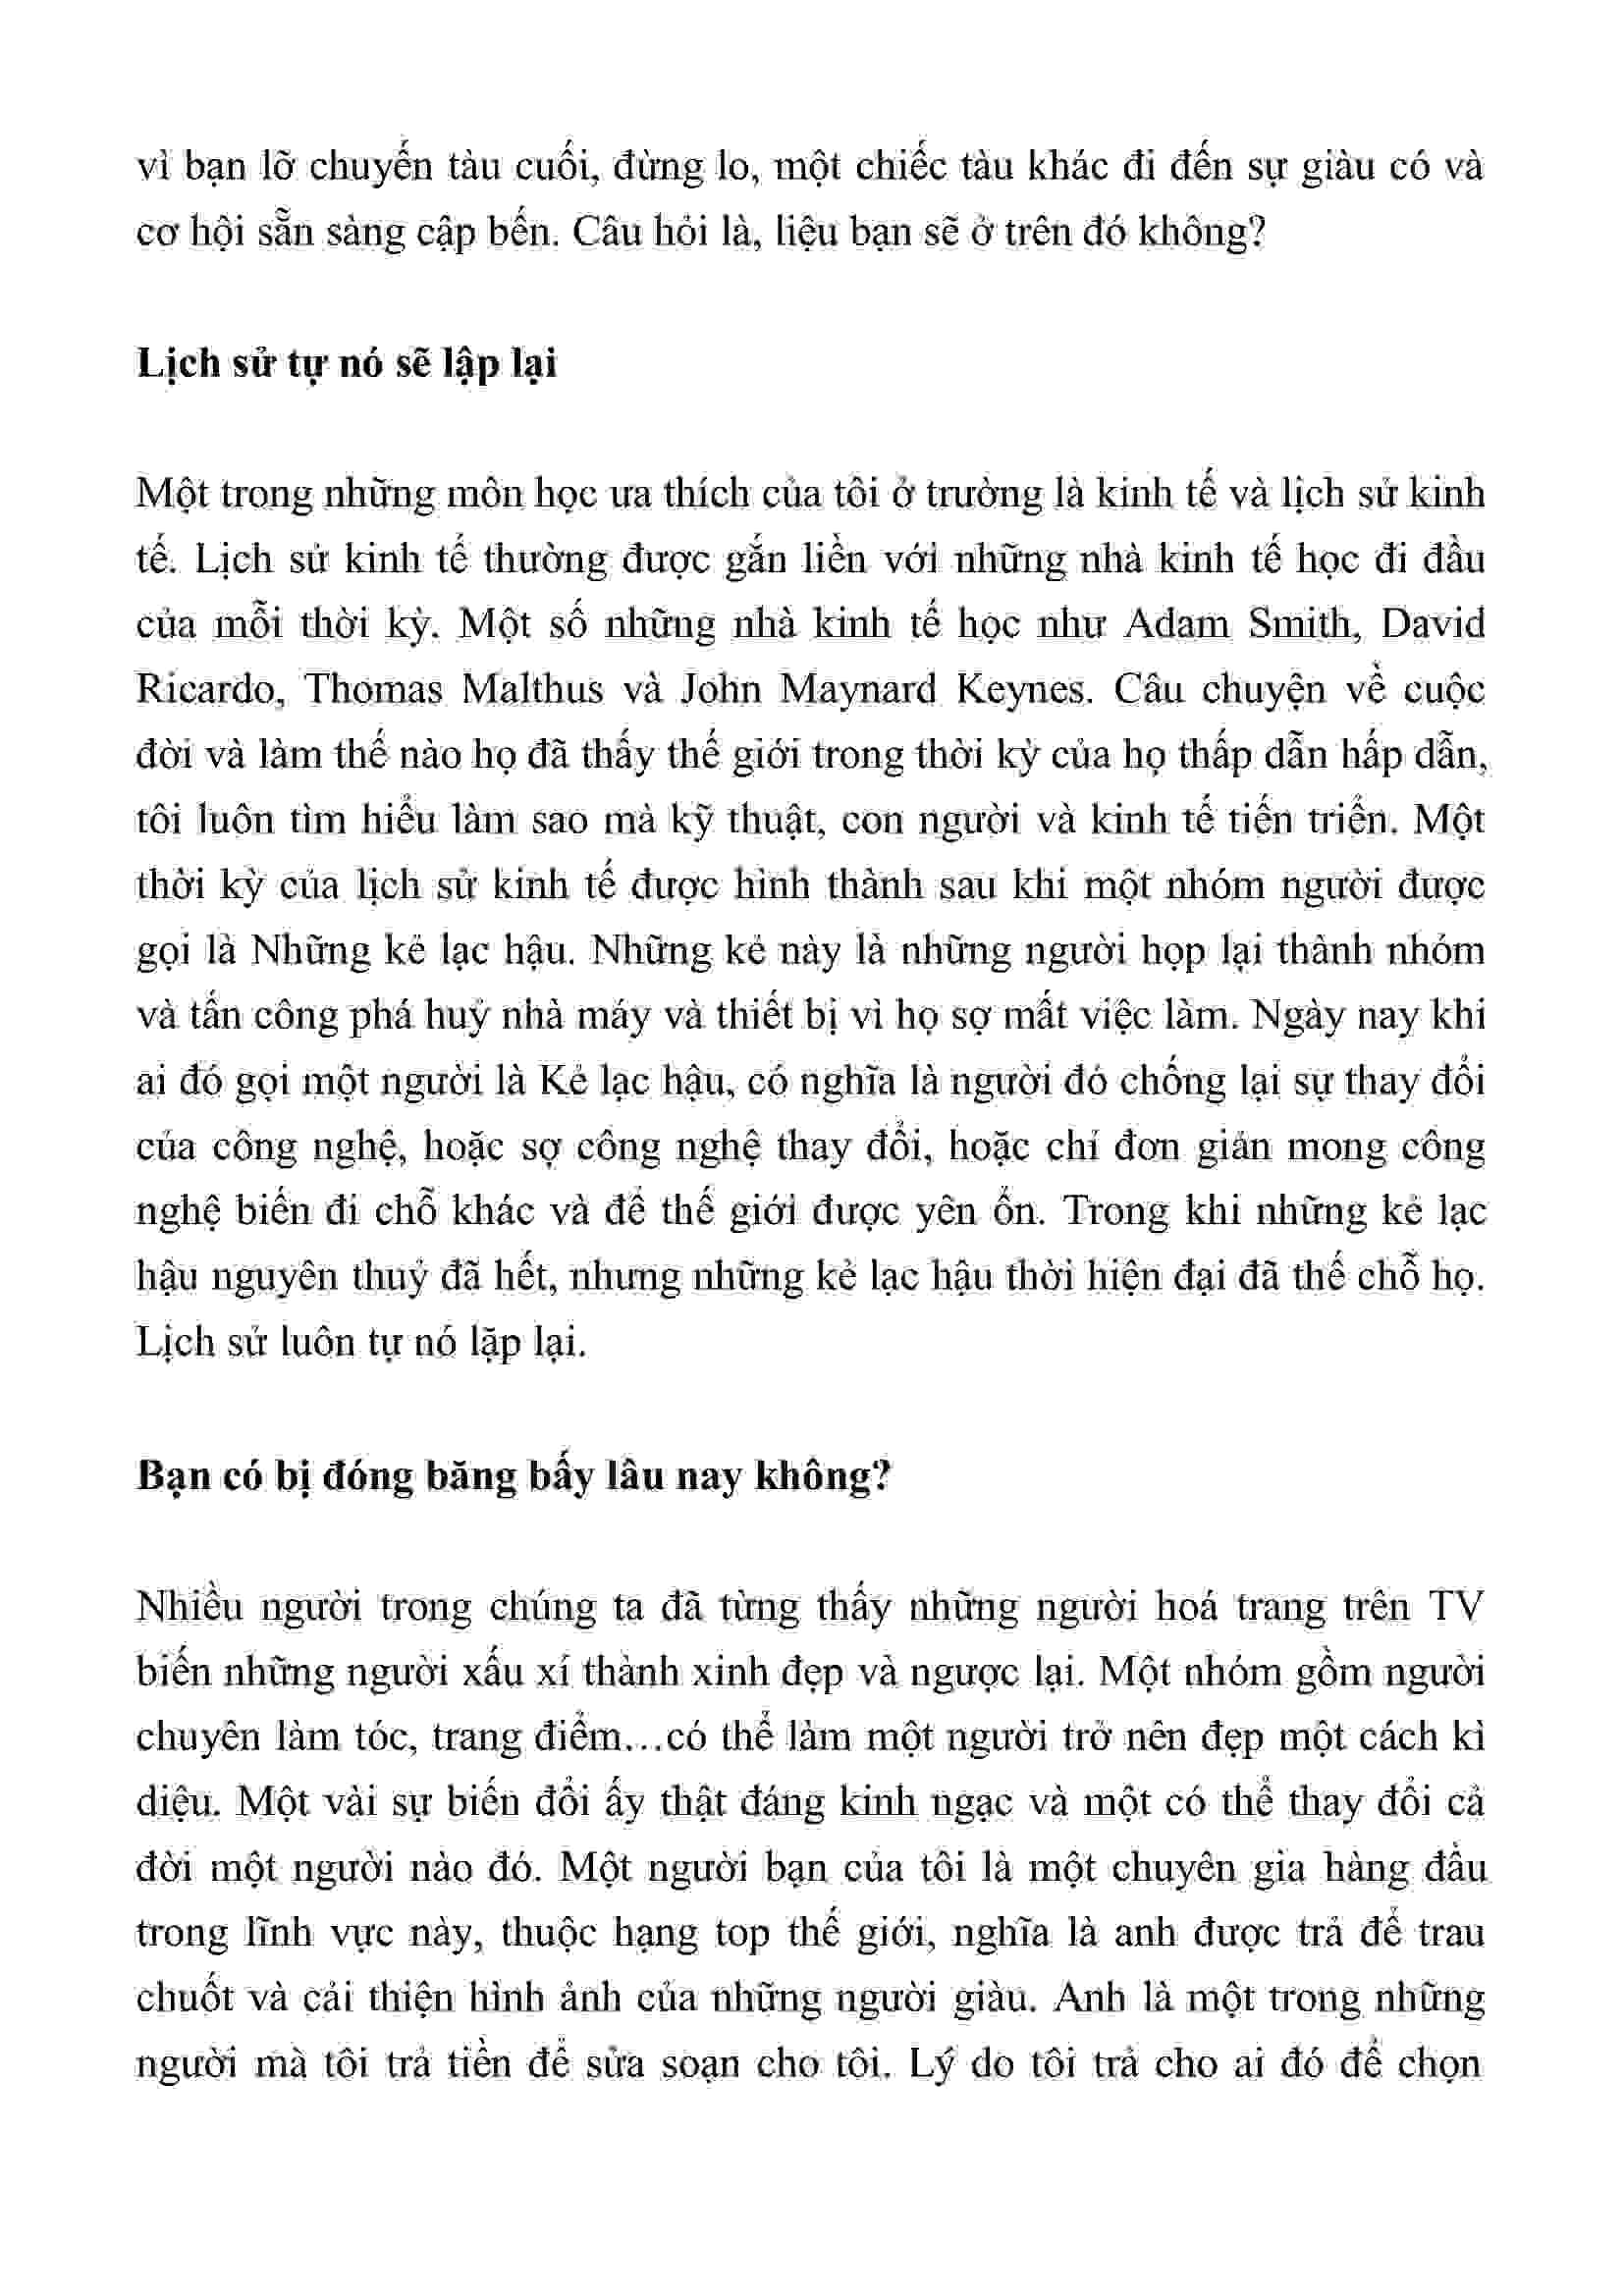 vì bạn lỡ chuyến tàu cuối, đừng lo, một chiếc tàu khác đi đến sự giàu có và
cơ hội sẵn sàng cập bến. Câu hỏi là, liệu bạn sẽ ở trên đó không?
Lịch sử tự nó sẽ lập lại
Một trong những môn học ưa thích của tôi ở trường là kinh tế và lịch sử kinh
tế. Lịch sử kinh tế thường được gắn liền với những nhà kinh tế học đi đầu
của mỗi thời kỳ. Một số những nhà kinh tế học như Adam Smith, David
Ricardo, Thomas Malthus và John Maynard Keynes. Câu chuyện về cuộc
đời và làm thế nào họ đã thấy thế giới trong thời kỳ của họ thấp dẫn hấp dẫn,
tôi luôn tìm hiểu làm sao mà kỹ thuật, con người và kinh tế tiến triển. Một
thời kỳ của lịch sử kinh tế được hình thành sau khi một nhóm người được
gọi là Những kẻ lạc hậu. Những kẻ này là những người họp lại thành nhóm
và tấn công phá huỷ nhà máy và thiết bị vì họ sợ mất việc làm. Ngày nay khi
ai đó gọi một người là Kẻ lạc hậu, có nghĩa là người đó chống lại sự thay đổi
của công nghệ, hoặc sợ công nghệ thay đổi, hoặc chỉ đơn giản mong công
nghệ biến đi chỗ khác và để thế giới được yên ổn. Trong khi những kẻ lạc
hậu nguyên thuỷ đã hết, nhưng những kẻ lạc hậu thời hiện đại đã thế chỗ họ.
Lịch sử luôn tự nó lặp lại.
Bạn có bị đóng băng bấy lâu nay không?
Nhiều người trong chúng ta đã từng thấy những người hoá trang trên TV
biến những người xấu xí thành xinh đẹp và ngược lại. Một nhóm gồm người
chuyên làm tóc, trang điểm…có thể làm một người trở nên đẹp một cách kì
diệu. Một vài sự biến đổi ấy thật đáng kinh ngạc và một có thể thay đổi cả
đời một người nào đó. Một người bạn của tôi là một chuyên gia hàng đầu
trong lĩnh vực này, thuộc hạng top thế giới, nghĩa là anh được trả để trau
chuốt và cải thiện hình ảnh của những người giàu. Anh là một trong những
người mà tôi trả tiền để sửa soạn cho tôi. Lý do tôi trả cho ai đó để chọn